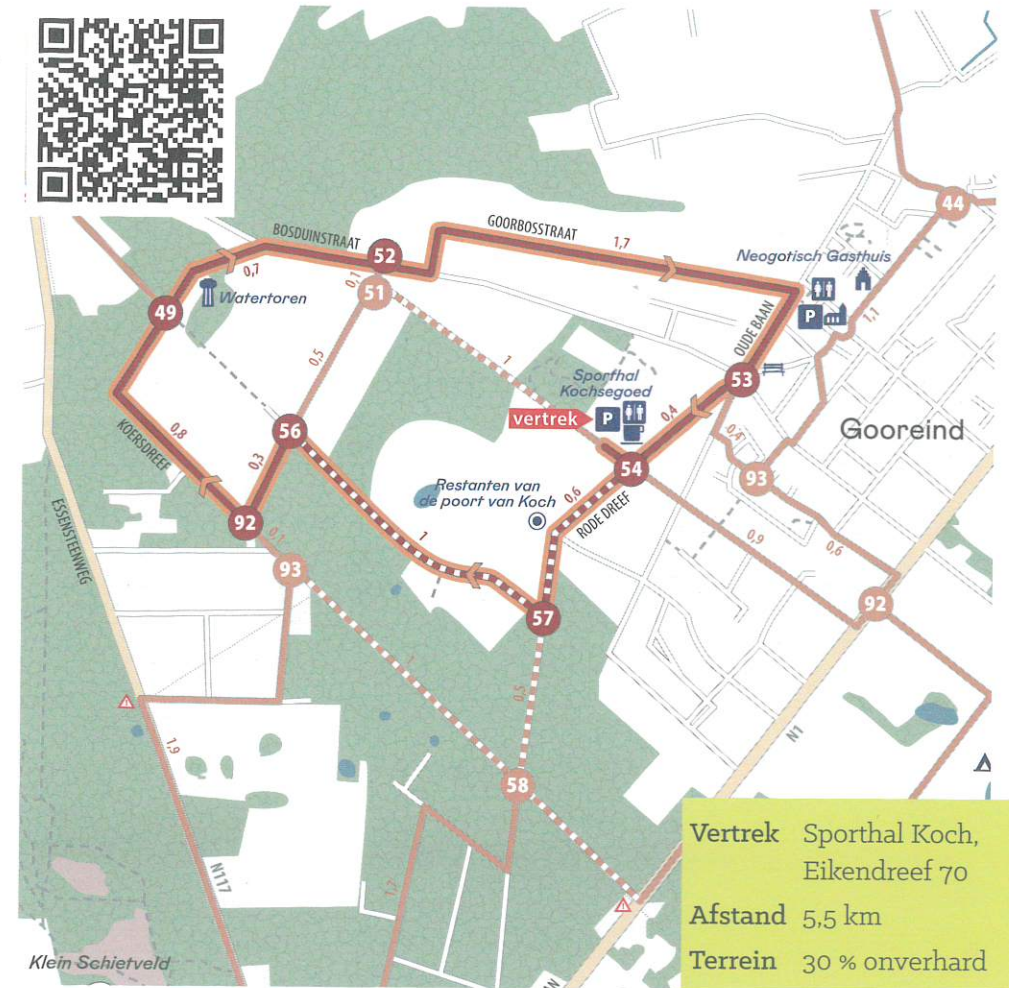 44
BOSDUINSTRAAT
52
GOORBOSSTRAAT
1,7
0,7
Neogotisch Gasthuis
0,1
51
Watertoren
P
49
OUDE BAAN
1,1
0,5
1
53
Sporthal
Kochsegoed
vertrek
P
0,4
KOERSDREEF
0,8
56
Gooreind
0,3
0,4
54
93
Restanten van
de poort van Koch
0,6
RODE DREEF
92
ESSENSTEENWEG
1
0,9
0,6
0,1
93
92
57
1
0,5
N1
1,9
58
N117
1,7
Vertrek Sporthal Koch,
Eikendreef 70
Afstand 5,5 km
Terrein 30 % onverhard
Klein Schietveld
AN